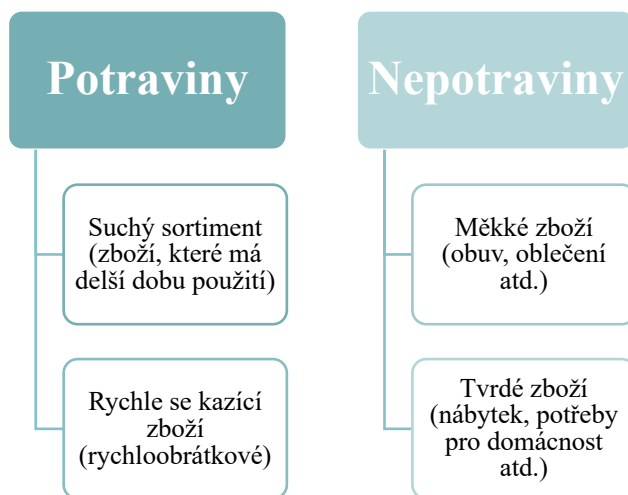 Potraviny
Suchý sortiment
(zboží, které má
delší dobu použití)
Rychle se kazící
zboží
(rychloobrátkové)
Nepotraviny
Měkké zboží
(obuv, oblečení
atd.)
Tvrdé zboží
(nábytek, potřeby
pro domácnost
atd.)